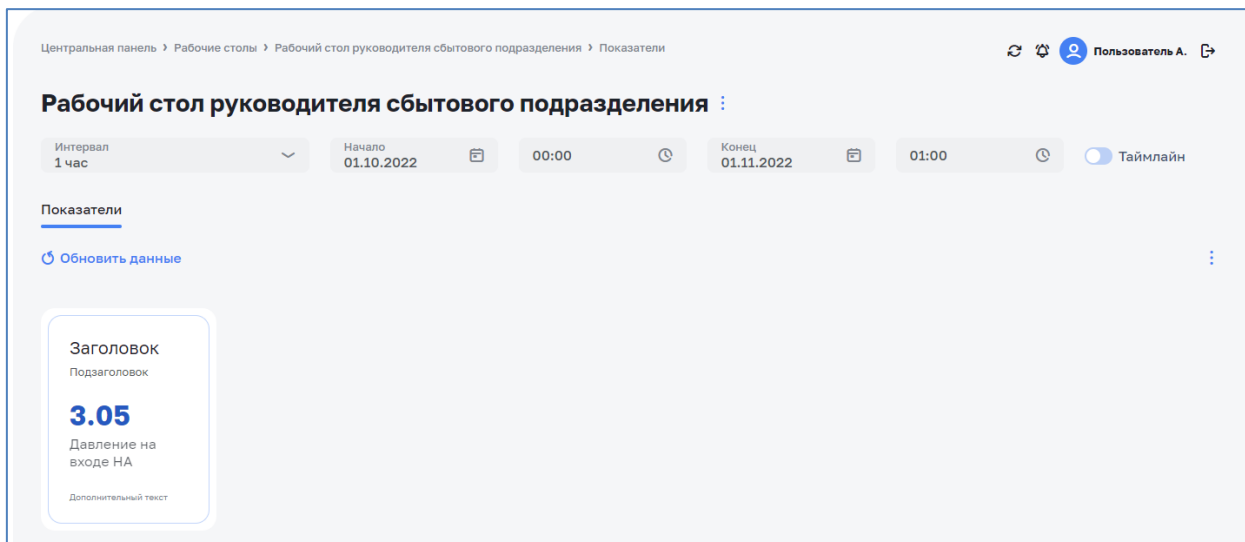 Центральная панель › Рабочие столы › Рабочий стол руководителя сбытового подразделения › Показатели
Пользователь А.
Рабочий стол руководителя сбытового подразделения
Интервал
1 час
Начало
01.10.2022
00:00
Конец
01.11.2022
01:00
Таймлайн
Показатели
Обновить данные
Заголовок
Подзаголовок
3.05
Давление на
входе НА
Дополнительный текст